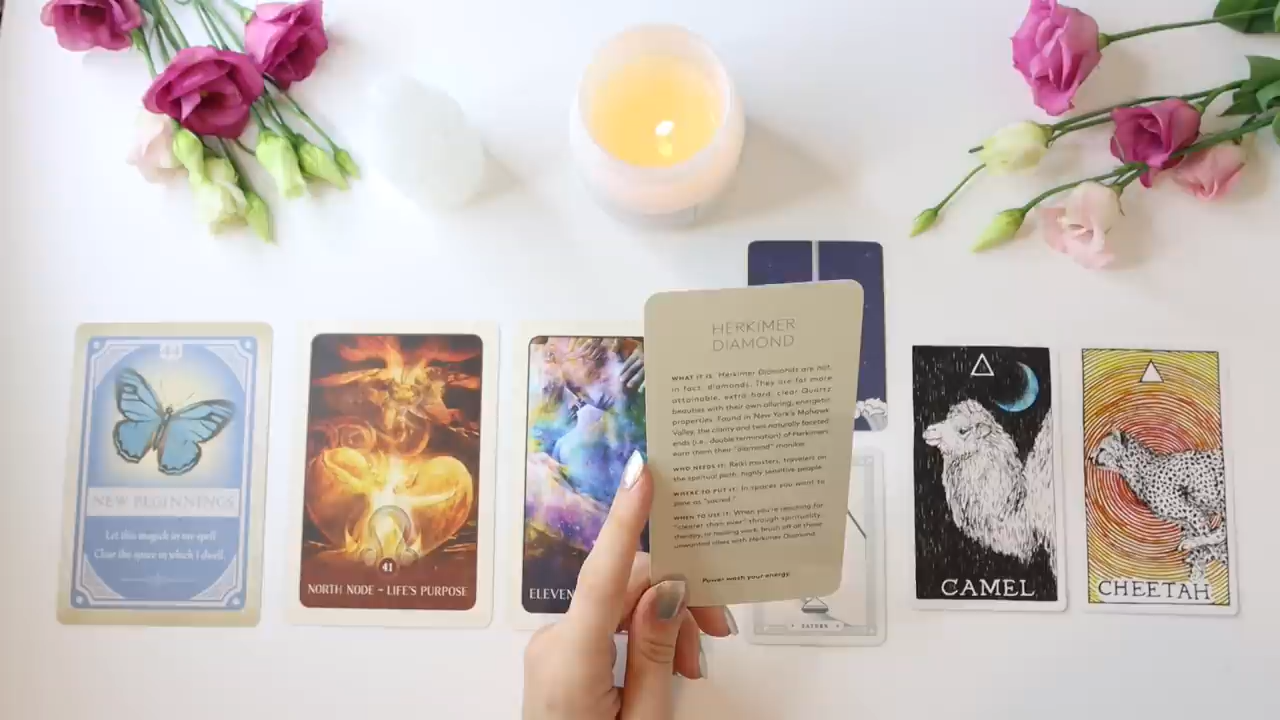 44
NEW BEGINNINGS
Let this magick in my spell
Clear the space in which I dwell
41
NORTH NODE ~ LIFE'S PURPOSE
ELEVEN
HERKIMER
DIAMOND
WHAT IT IS: Herkimer Diamonds are not,
in fact, diamonds. They are far more
attainable, extra hard, clear Quartz
beauties with their own alluring, energetic
properties. Found in New York's Mohawk
Valley, the clarity and two naturally faceted
ends (i.e., double termination) of Herkimers
earn them their "diamond" moniker.
WHO NEEDS IT: Reiki masters, travelers on
the spiritual path, highly sensitive people.
WHERE TO PUT IT: In spaces you want to
zone as "sacred."
WHEN TO USE IT: When you're reaching for
"clearer than ever" through spirituality,
therapy, or healing work, brush off all those
unwanted vibes with Herkimer Diamond.
Power wash your energy.
SATURN
CAMEL
CHEETAH